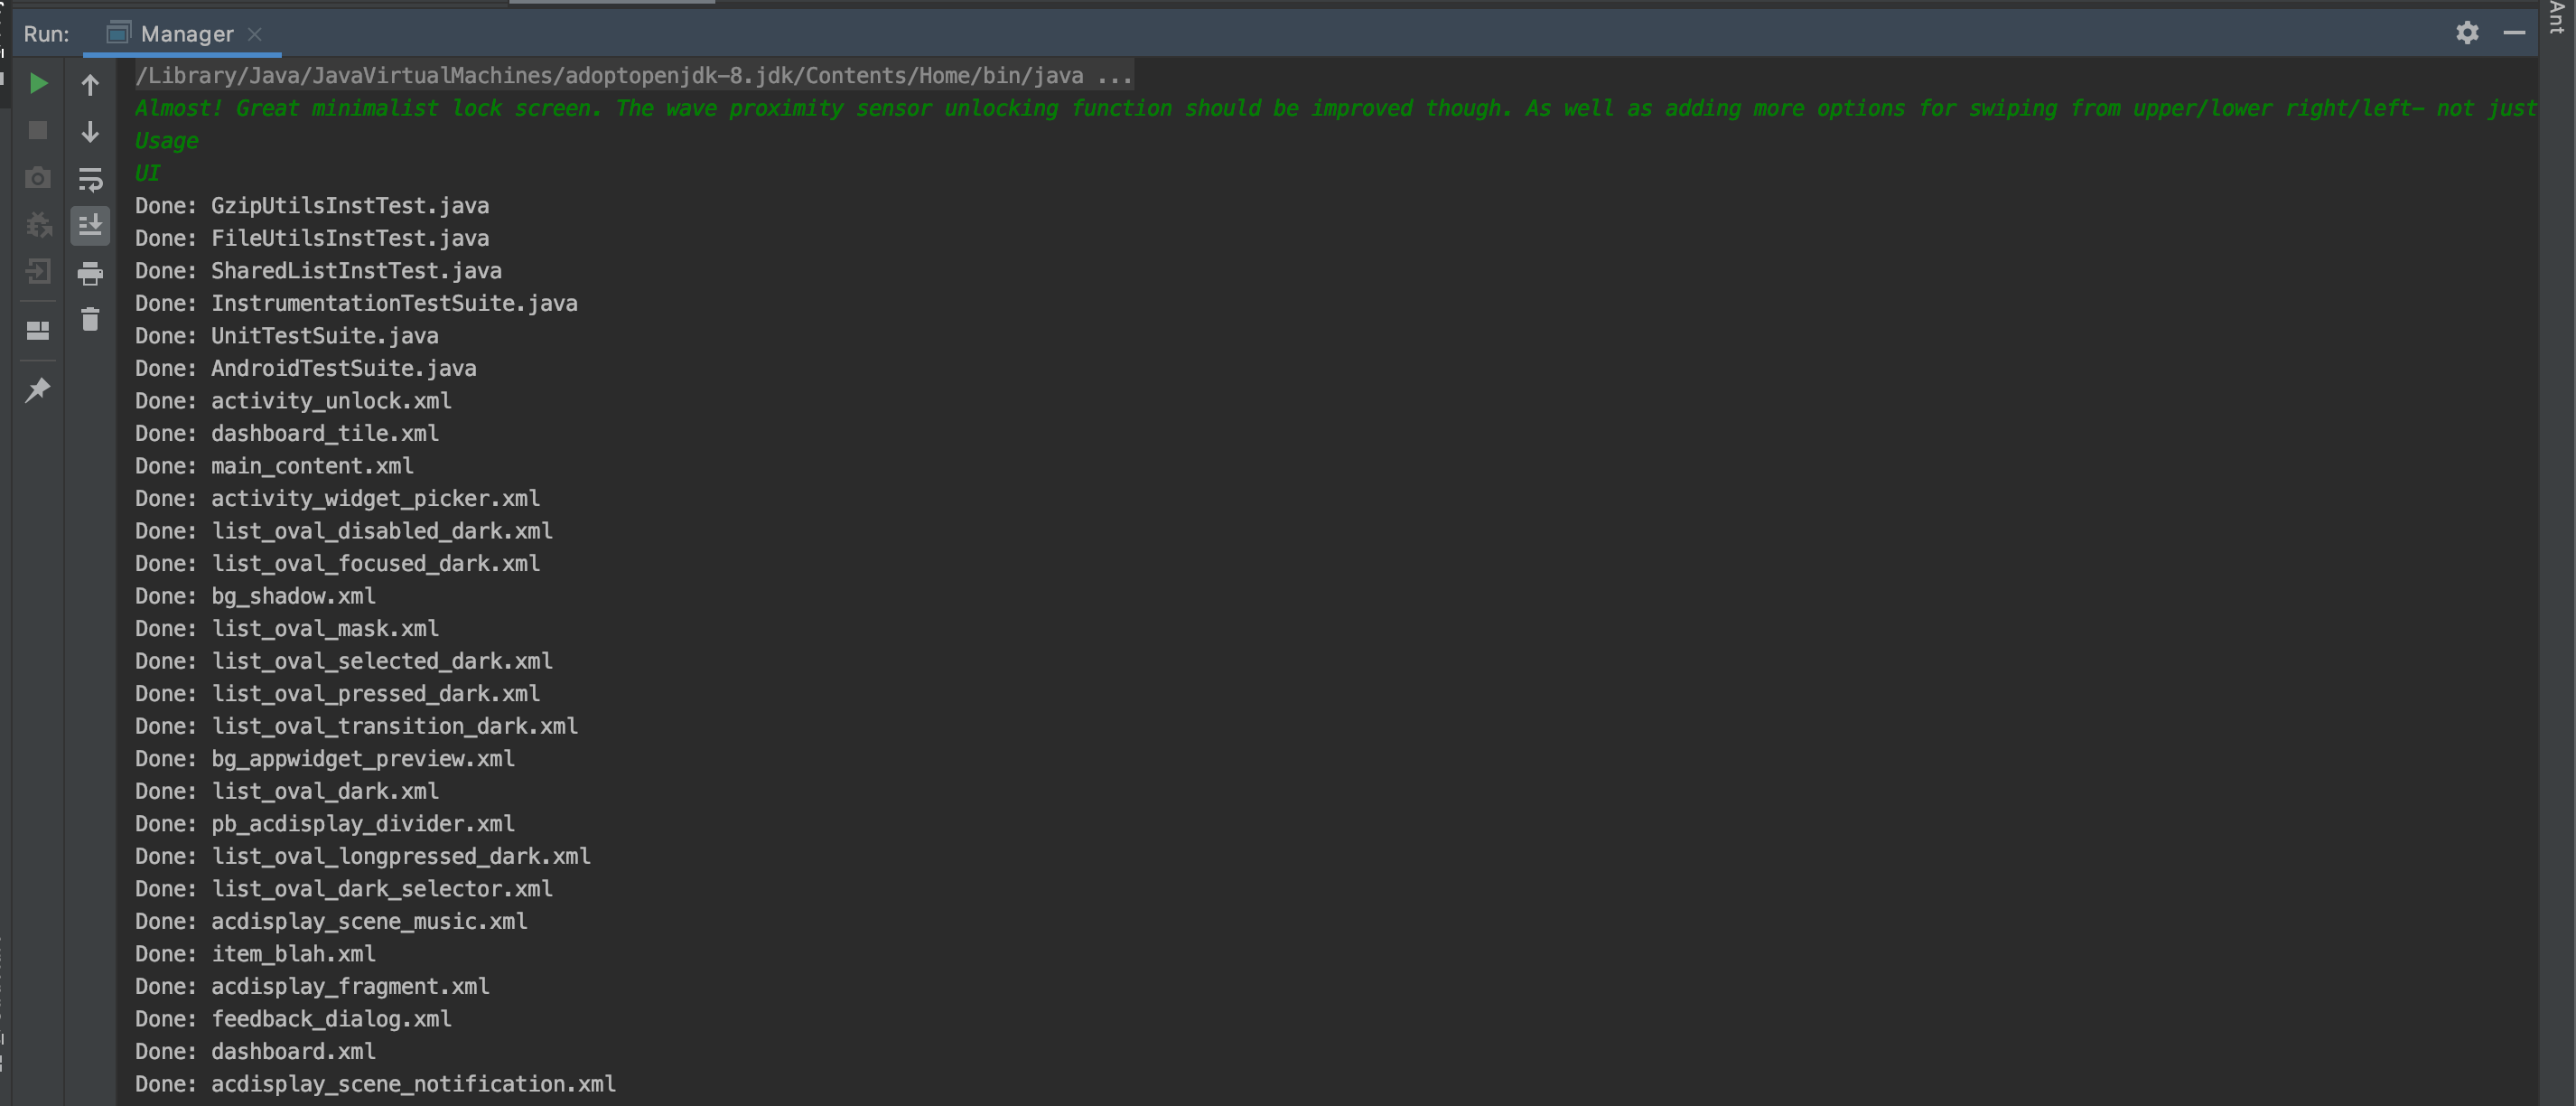 Run: Manager
Ant
/Library/Java/JavaVirtualMachines/adoptopenjdk-8.jdk/Contents/Home/bin/java ...
Almost! Great minimalist lock screen. The wave proximity sensor unlocking function should be improved though. As well as adding more options for swiping from upper/lower right/left- not just
Usage
UI
Done: GzipUtilsInstTest.java
Done: FileUtilsInstTest.java
Done: SharedListInstTest.java
Done: InstrumentationTestSuite.java
Done: UnitTestSuite.java
Done: AndroidTestSuite.java
Done: activity_unlock.xml
Done: dashboard_tile.xml
Done: main_content.xml
Done: activity_widget_picker.xml
Done: list_oval_disabled_dark.xml
Done: list_oval_focused_dark.xml
Done: bg_shadow.xml
Done: list_oval_mask.xml
Done: list_oval_selected_dark.xml
Done: list_oval_pressed_dark.xml
Done: list_oval_transition_dark.xml
Done: bg_appwidget_preview.xml
Done: list_oval_dark.xml
Done: pb_acdisplay_divider.xml
Done: list_oval_longpressed_dark.xml
Done: list_oval_dark_selector.xml
Done: acdisplay_scene_music.xml
Done: item_blah.xml
Done: acdisplay_fragment.xml
Done: feedback_dialog.xml
Done: dashboard.xml
Done: acdisplay_scene_notification.xml